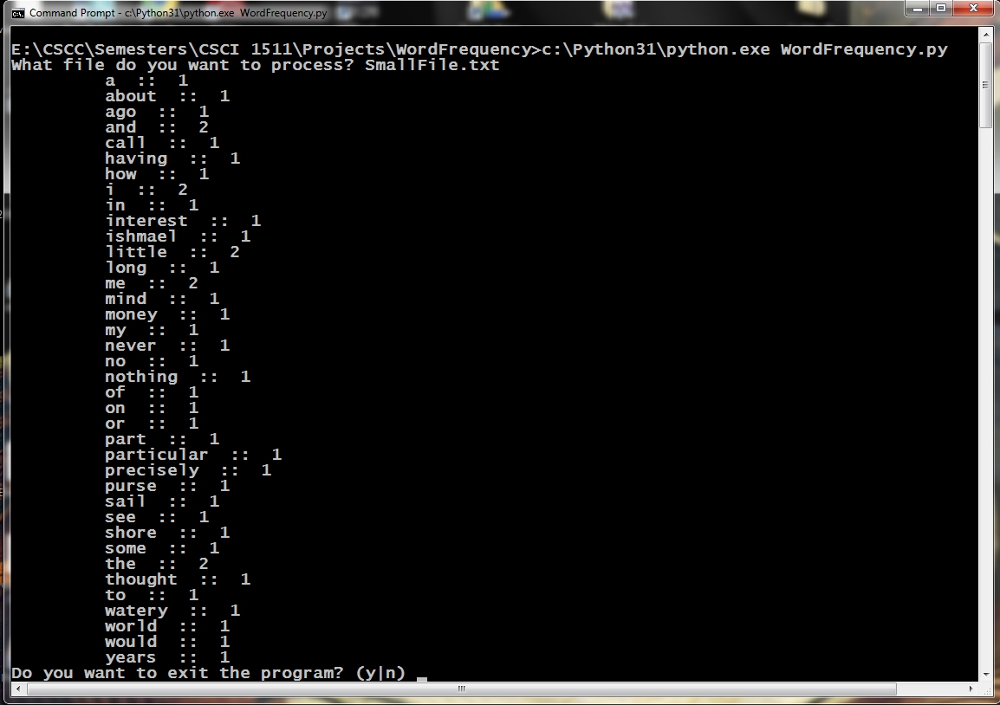 Command Prompt - c:\Python31\python.exe WordFrequency.py
E:\CSCC\Semesters\CSCI 1511\Projects\WordFrequency>c:\Python31\python.exe WordFrequency.py
What file do you want to process? SmallFile.txt
a :: 1
about :: 1
ago :: 1
and :: 2
call :: 1
having :: 1
how :: 1
i :: 2
in :: 1
interest :: 1
ishmael :: 1
little :: 2
long :: 1
me :: 2
mind :: 1
money :: 1
my :: 1
never :: 1
no :: 1
nothing :: 1
of :: 1
on :: 1
or :: 1
part :: 1
particular :: 1
precisely :: 1
purse :: 1
sail :: 1
see :: 1
shore :: 1
some :: 1
the :: 2
thought :: 1
to :: 1
watery :: 1
world :: 1
would :: 1
years :: 1
Do you want to exit the program? (y|n) _